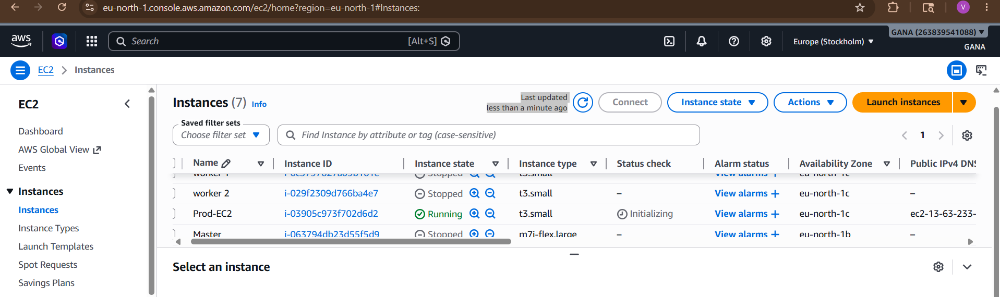 eu-north-1.console.aws.amazon.com/ec2/home?region=eu-north-1#Instances:
V
aws
Search
[Alt+S]
Europe (Stockholm)
GANA (263839541088)
GANA
EC2
Instances
EC2
Dashboard
AWS Global View
Events
Instances
Instances
Instance Types
Launch Templates
Spot Requests
Savings Plans
Instances (7) Info
Last updated
less than a minute ago
Connect
Instance state
Actions
Launch instances
Saved filter sets
Choose filter set
Find Instance by attribute or tag (case-sensitive)
1
Name Instance ID Instance state Instance type Status check Alarm status Availability Zone Public IPv4 DNS
worker 1 Stopped t3.small View alarms + eu-north-1c
worker 2 i-029f2309d766ba4e7 Stopped t3.small – View alarms + eu-north-1c –
Prod-EC2 i-03905c973f702d6d2 Running t3.small Initializing View alarms + eu-north-1c ec2-13-63-233-
Master i-063794db23d55f5d9 Stopped m7i-flex.large – View alarms + eu-north-1b –
Select an instance